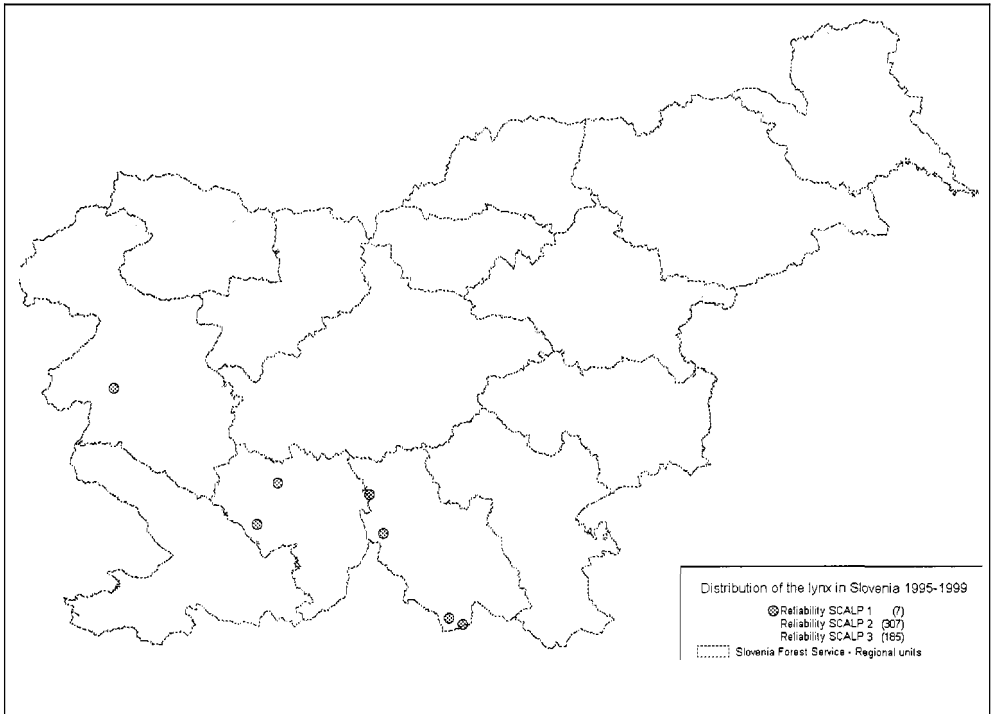 Distribution of the lynx in Slovenia 1995-1999
Reliability SCALP 1 (7)
Reliability SCALP 2 (307)
Reliability SCALP 3 (185)
Slovenia Forest Service - Regional units